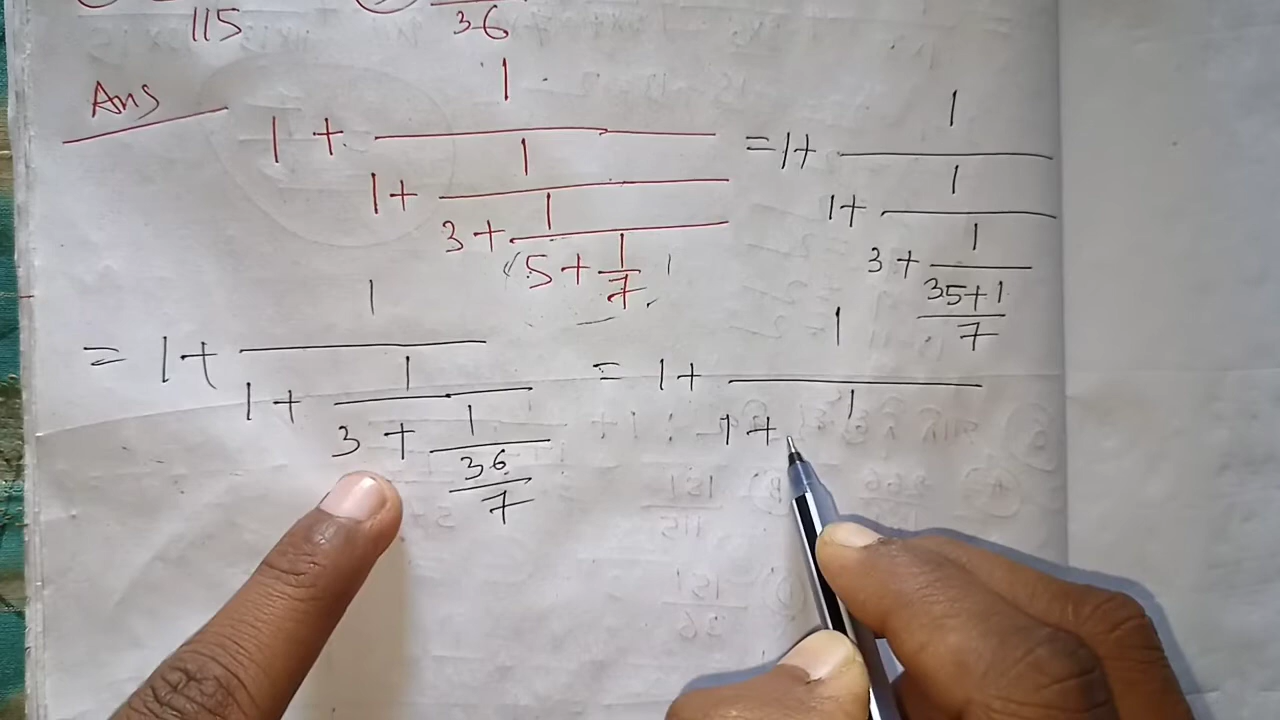 115 36
Ans
1 + 1/(1 + 1/(3 + 1/(5 + 1/7))) = 1 + 1/(1 + 1/(3 + 1/((35+1)/7)))
= 1 + 1/(1 + 1/(3 + 1/(36/7))) = 1 + 1/(1 + 1